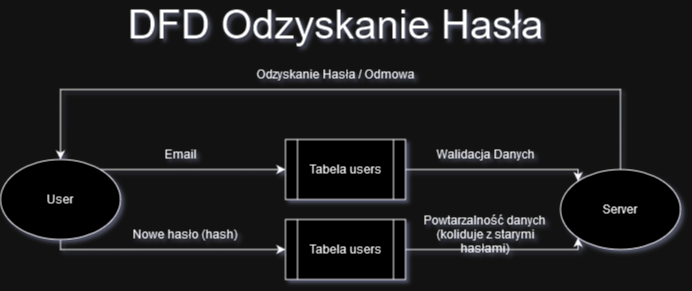 DFD Odzyskanie Hasła
Odzyskanie Hasła / Odmowa
Email
Tabela users
Walidacja Danych
User
Server
Nowe hasło (hash)
Tabela users
Powtarzalność danych
(koliduje z starymi
hasłami)